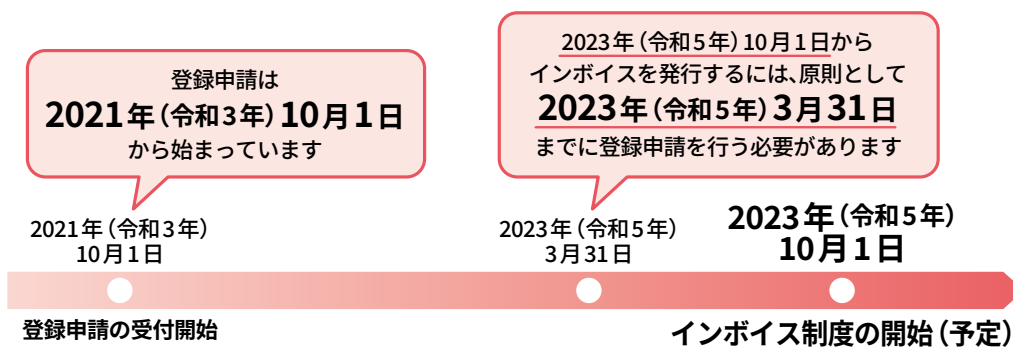 登録申請は
2021年（令和3年）10月1日
から始まっています
2023年（令和5年）10月1日から
インボイスを発行するには、原則として
2023年（令和5年）3月31日
までに登録申請を行う必要があります
2021年（令和3年）
10月1日
2023年（令和5年）
3月31日
2023年（令和5年）
10月1日
登録申請の受付開始
インボイス制度の開始（予定）